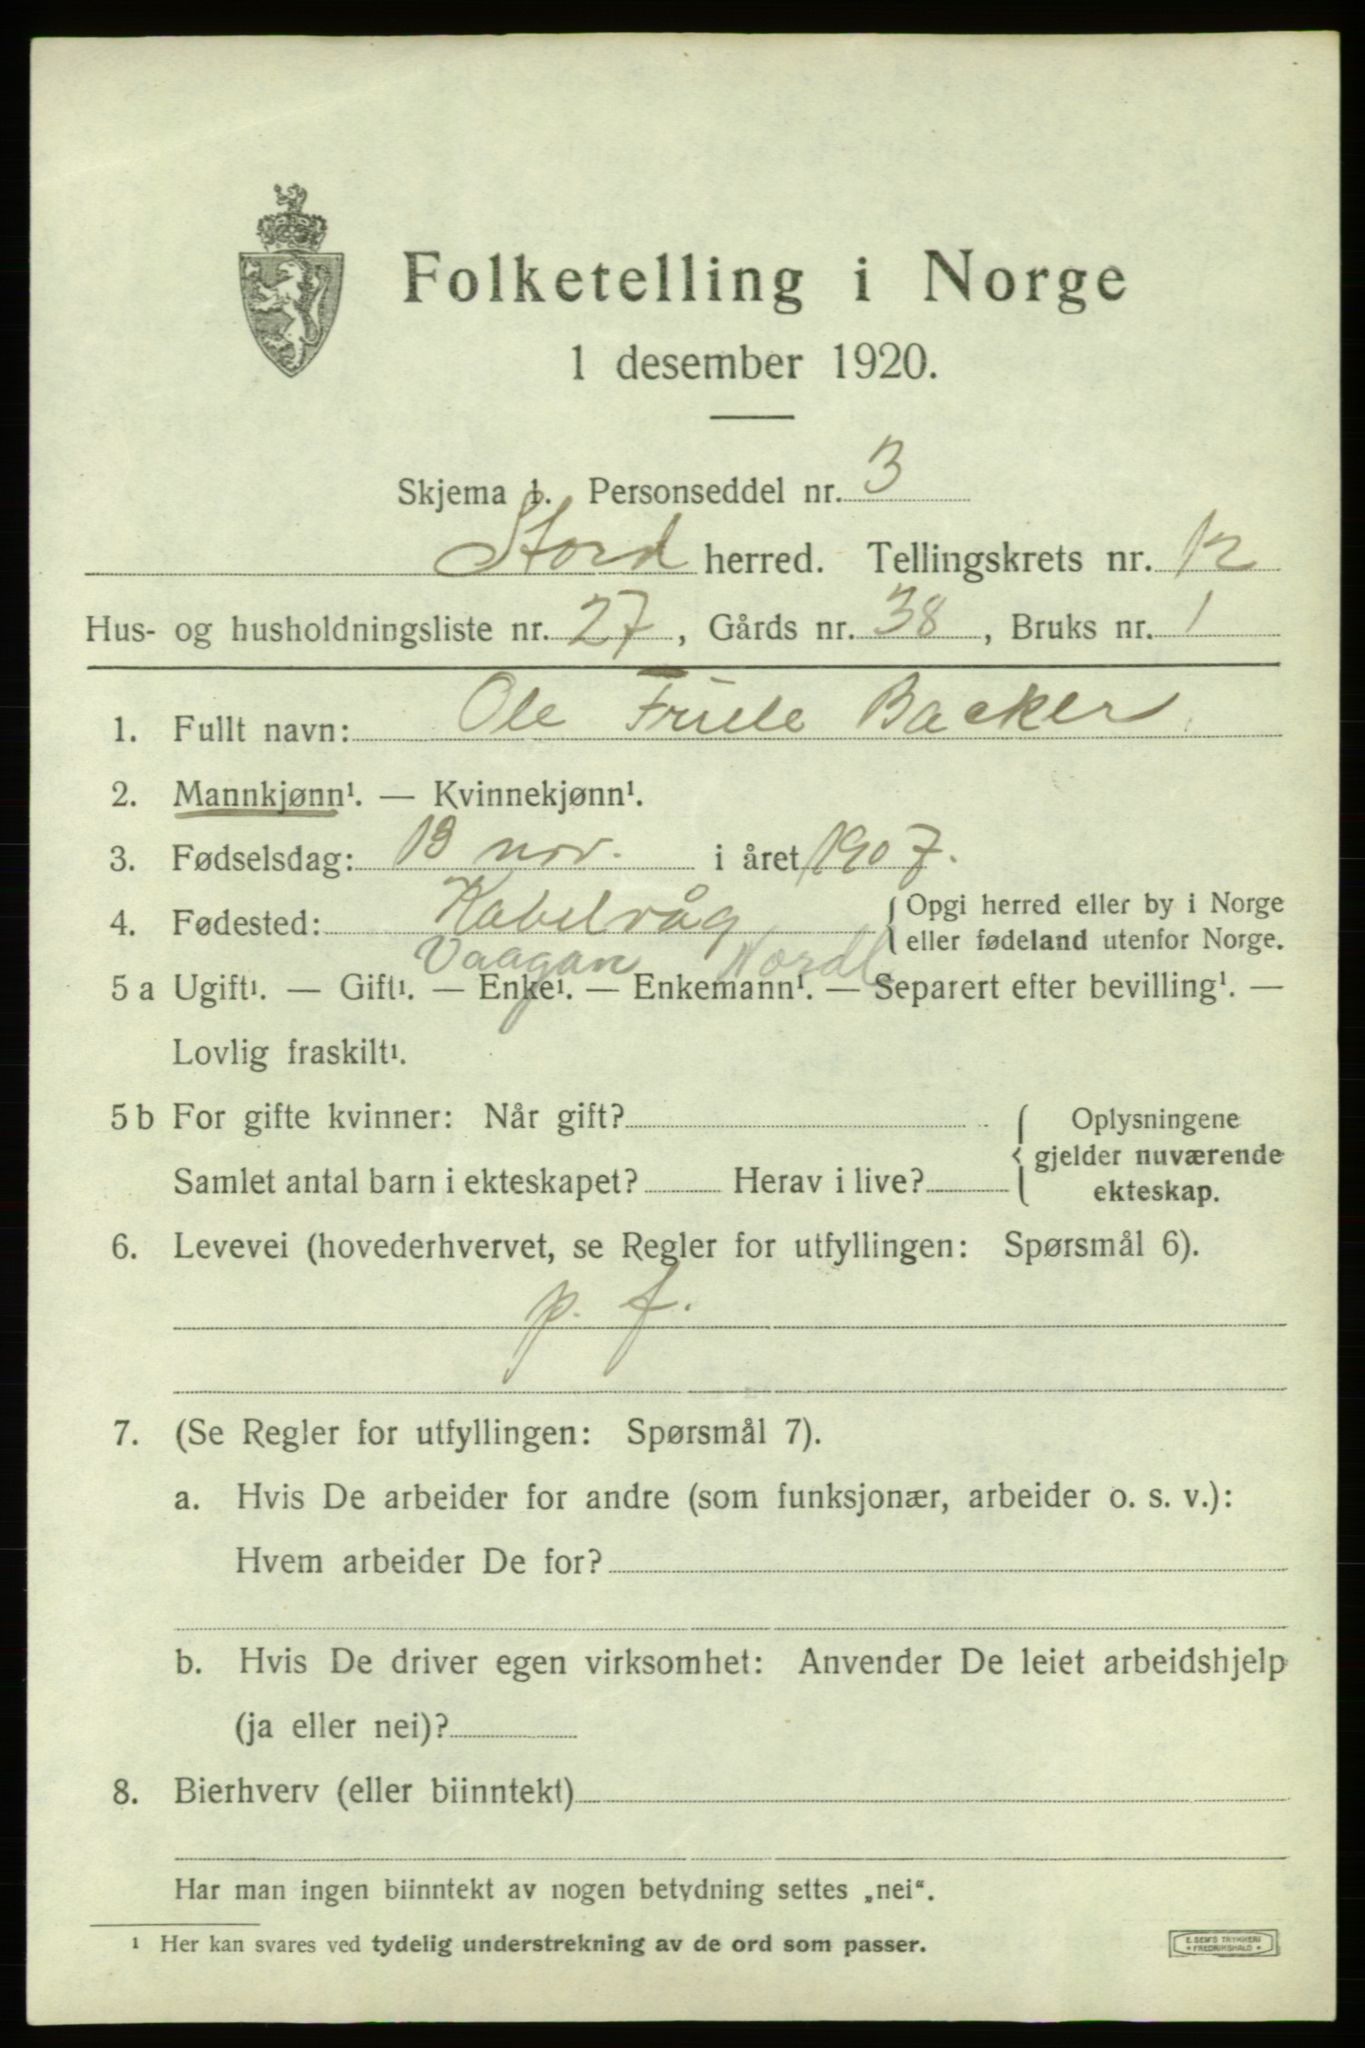 Folketelling i Norge
1 desember 1920.
Skjema 1. Personseddel nr. 3
Stord herred. Tellingskrets nr. 12
Hus- og husholdningsliste nr. 27, Gårds nr. 38, Bruks nr. 1
1. Fullt navn: Ole Friele Backer
2. Mannkjønn¹. — Kvinnekjønn¹.
3. Fødselsdag: 13 nov. i året 1907.
4. Fødested: Kabelvåg { Opgi herred eller by i Norge
eller fødeland utenfor Norge.
Vaagan Nordl
5 a Ugift¹. — Gift¹. — Enke¹. — Enkemann¹. — Separert efter bevilling¹. —
Lovlig fraskilt¹.
5 b For gifte kvinner: Når gift? { Oplysningene
gjelder nuværende
Samlet antal barn i ekteskapet? Herav i live? ekteskap.
6. Levevei (hovederhvervet, se Regler for utfyllingen: Spørsmål 6).
p. f.
7. (Se Regler for utfyllingen: Spørsmål 7).
a. Hvis De arbeider for andre (som funksjonær, arbeider o. s. v.):
Hvem arbeider De for?
b. Hvis De driver egen virksomhet: Anvender De leiet arbeidshjelp
(ja eller nei)?
8. Bierhverv (eller biinntekt)
Har man ingen biinntekt av nogen betydning settes „nei“.
¹ Her kan svares ved tydelig understrekning av de ord som passer.
E. SEM'S TRYKKERI
• FREDRIKSHALD •